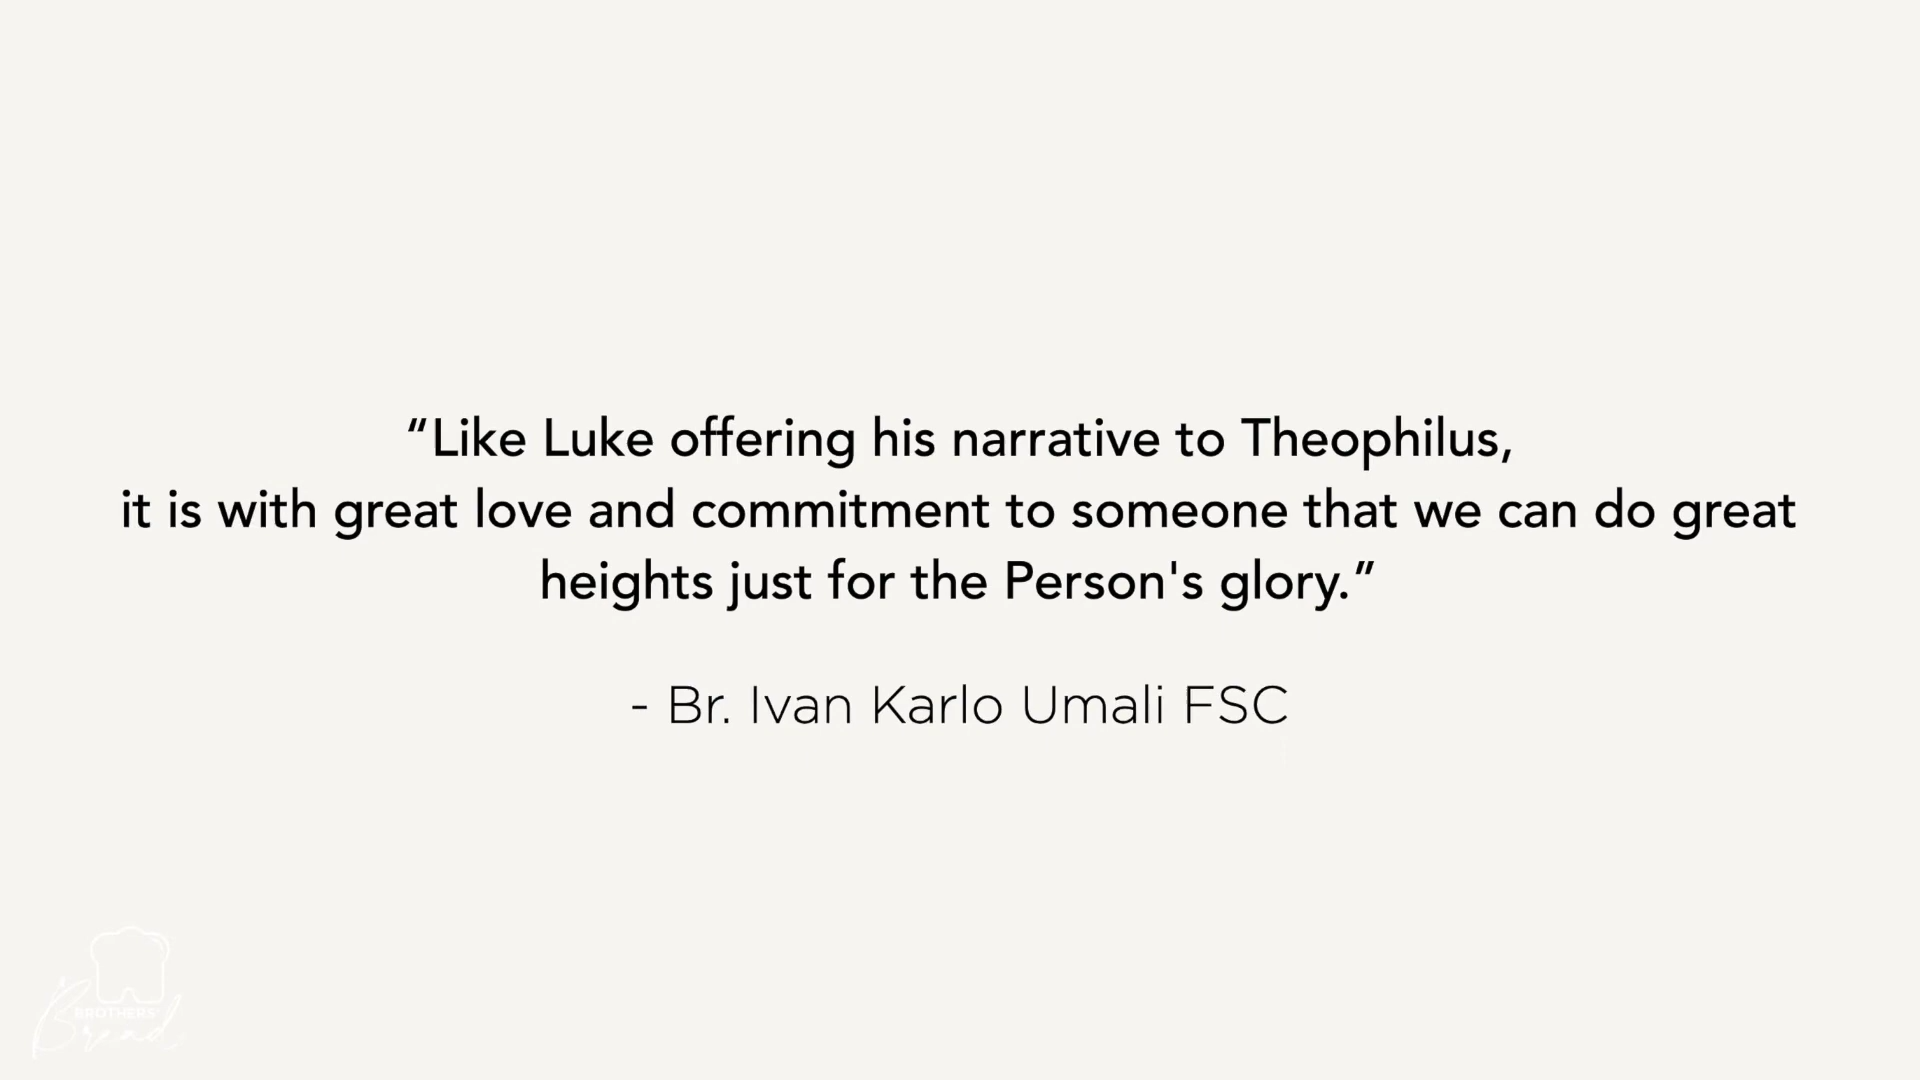 “Like Luke offering his narrative to Theophilus,
it is with great love and commitment to someone that we can do great
heights just for the Person's glory.”
- Br. Ivan Karlo Umali FSC
BROTHERS'
Bread